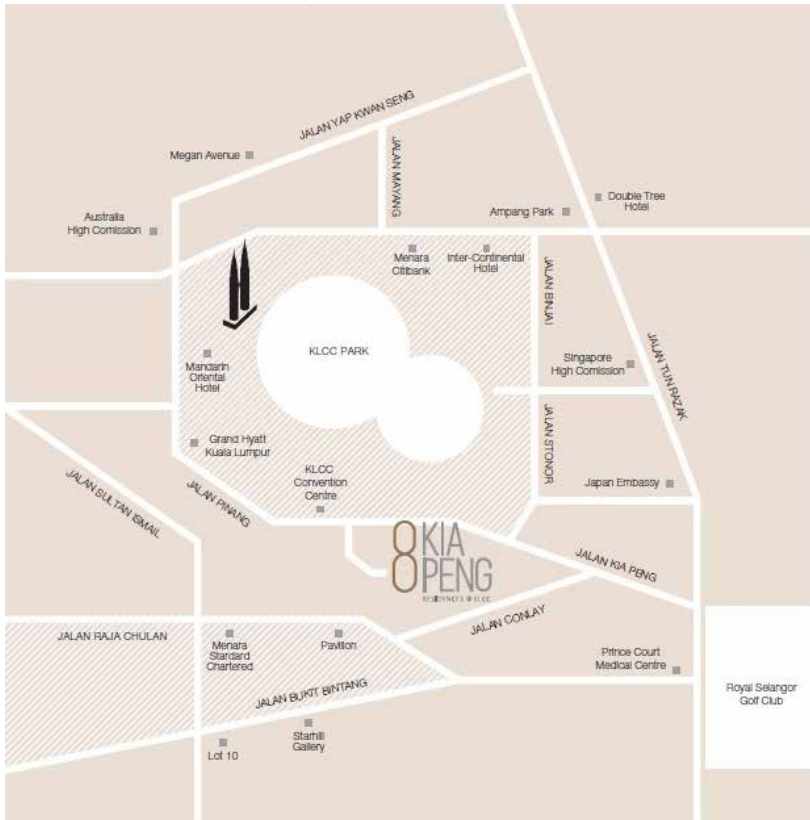 JALAN YAP KWAN SENG
Megan Avenue
JALAN MAYANG
Double Tree
Hotel
Ampang Park
Australia
High Comission
Menara
Citibank
Inter-Continental
Hotel
JALAN BINJAI
KLCC PARK
Mandarin
Oriental
Hotel
Singapore
High Comission
JALAN TUN RAZAK
Grand Hyatt
Kuala Lumpur
JALAN STONOR
KLCC
Convention
Centre
JALAN SULTAN ISMAIL
JALAN PINANG
Japan Embassy
8 KIA
PENG
RESIDENCES @ KLCC
JALAN KIA PENG
JALAN CONLAY
JALAN RAJA CHULAN
Menara
Stardard
Chartered
Pavilion
Prince Court
Medical Centre
Royal Selangor
Golf Club
JALAN BUKIT BINTANG
Starhill
Gallery
Lot 10